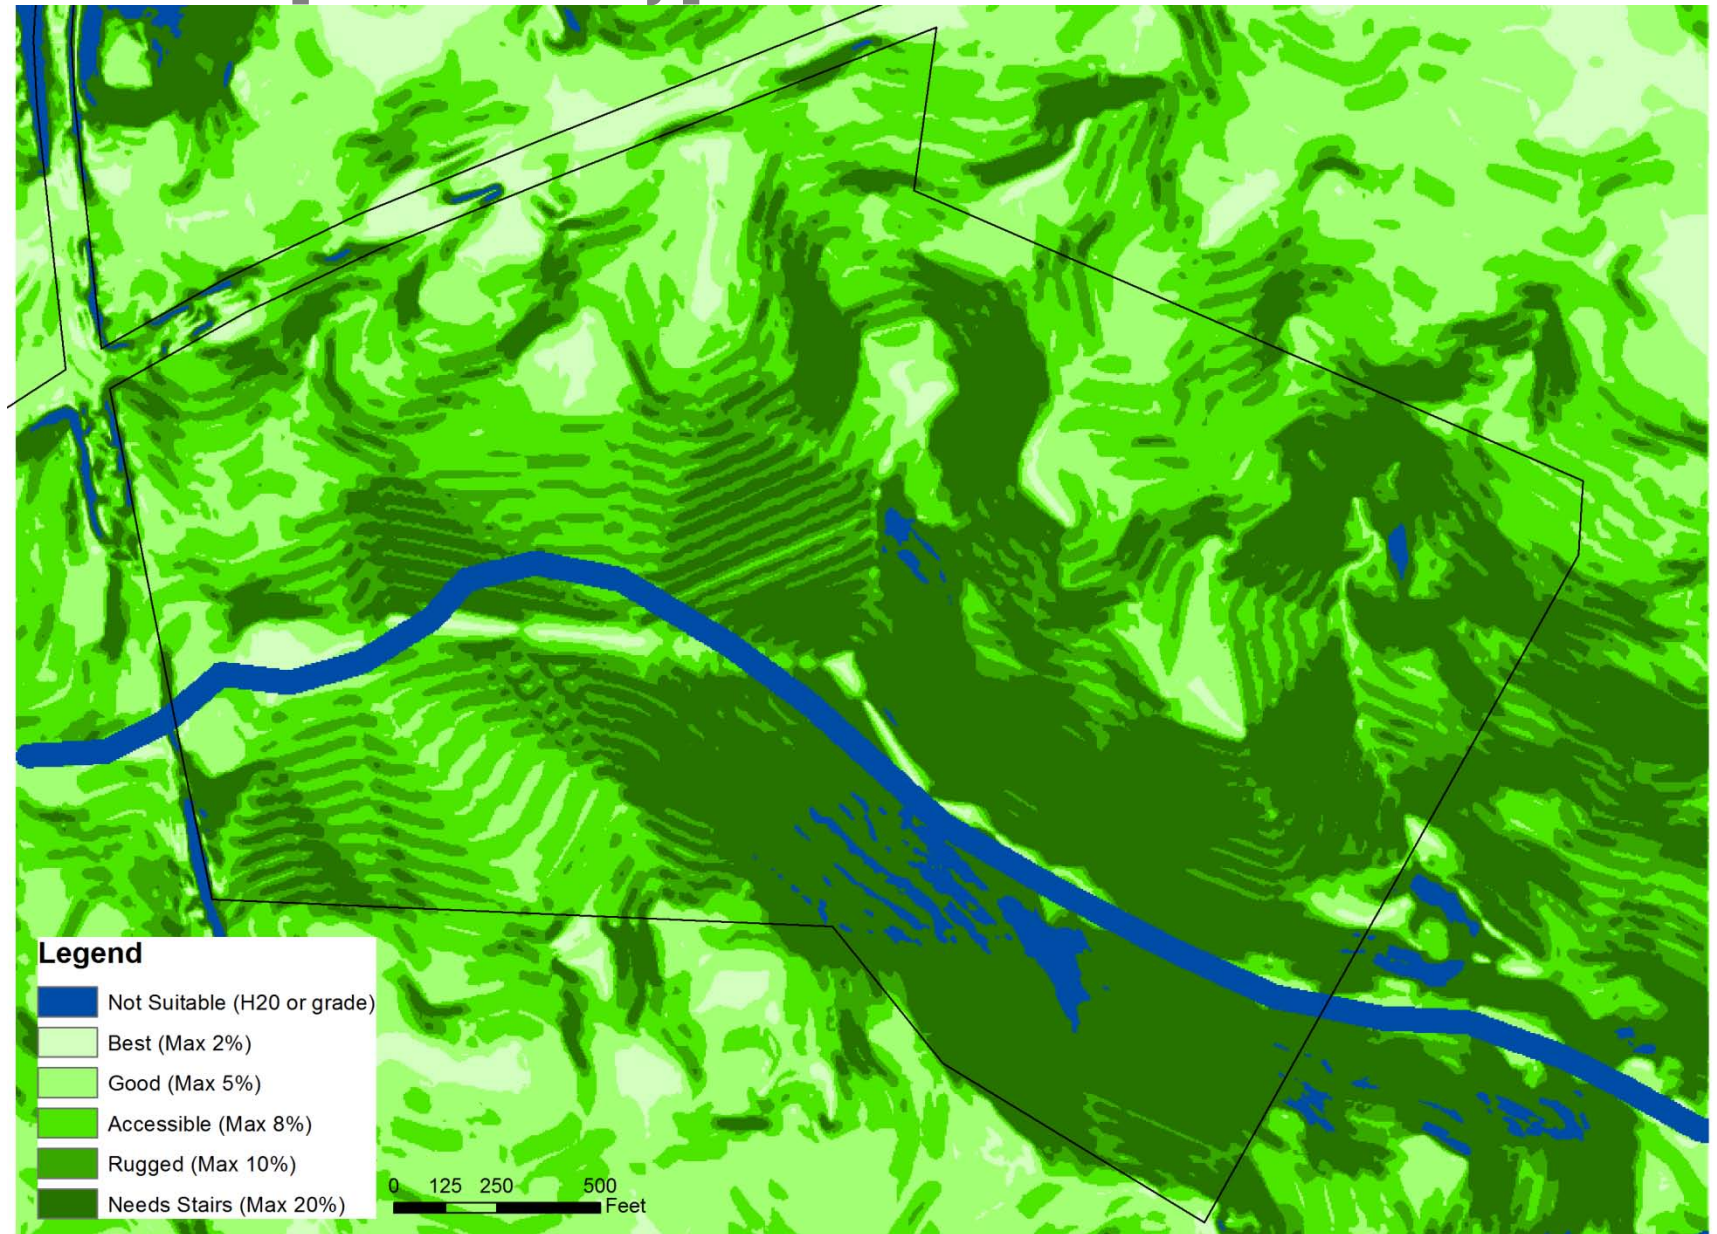 Legend
Not Suitable (H20 or grade)
Best (Max 2%)
Good (Max 5%)
Accessible (Max 8%)
Rugged (Max 10%)
Needs Stairs (Max 20%)
0 125 250 500
Feet